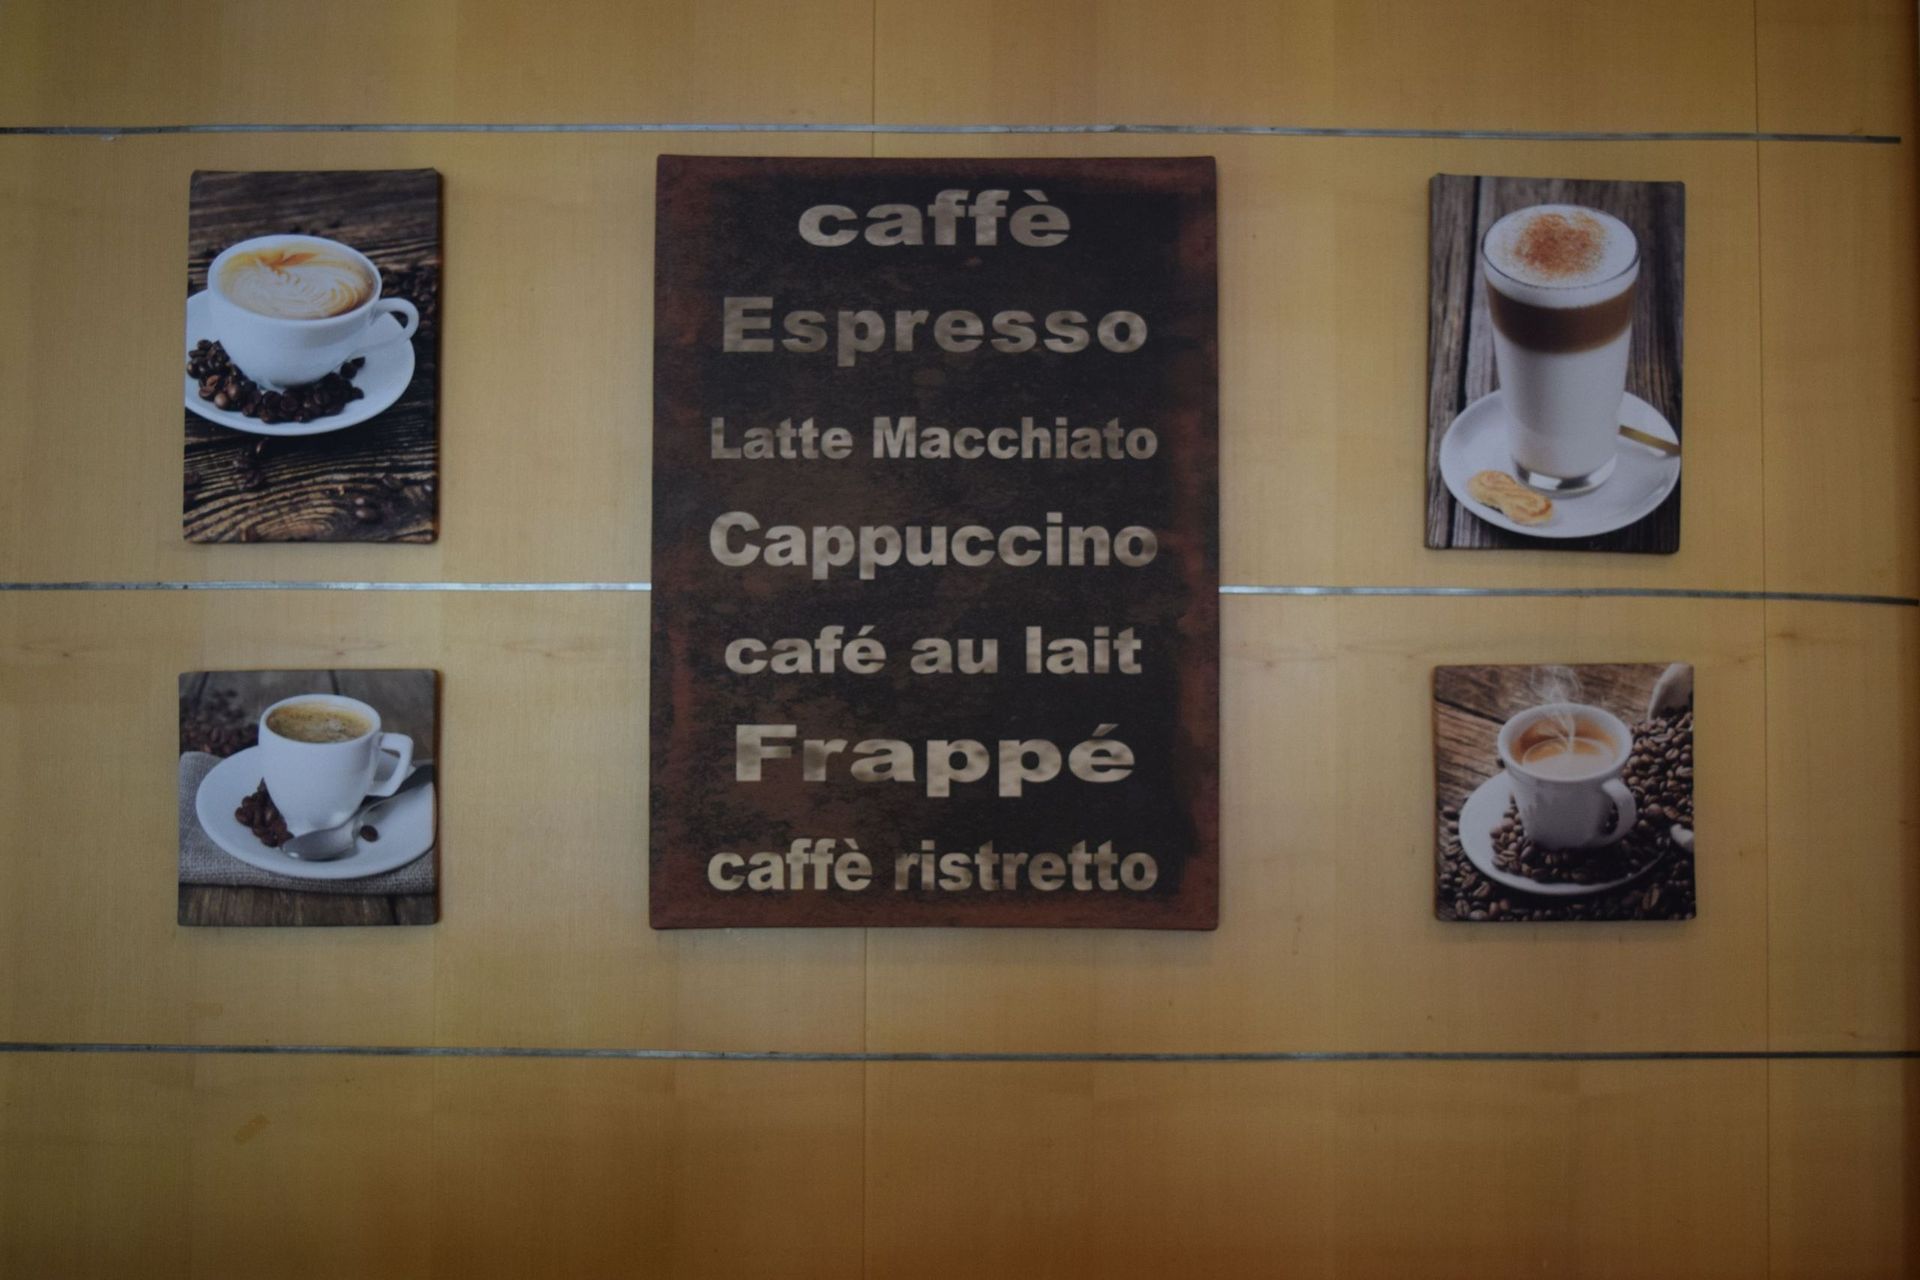 caffè
Espresso
Latte Macchiato
Cappuccino
café au lait
Frappé
caffè ristretto